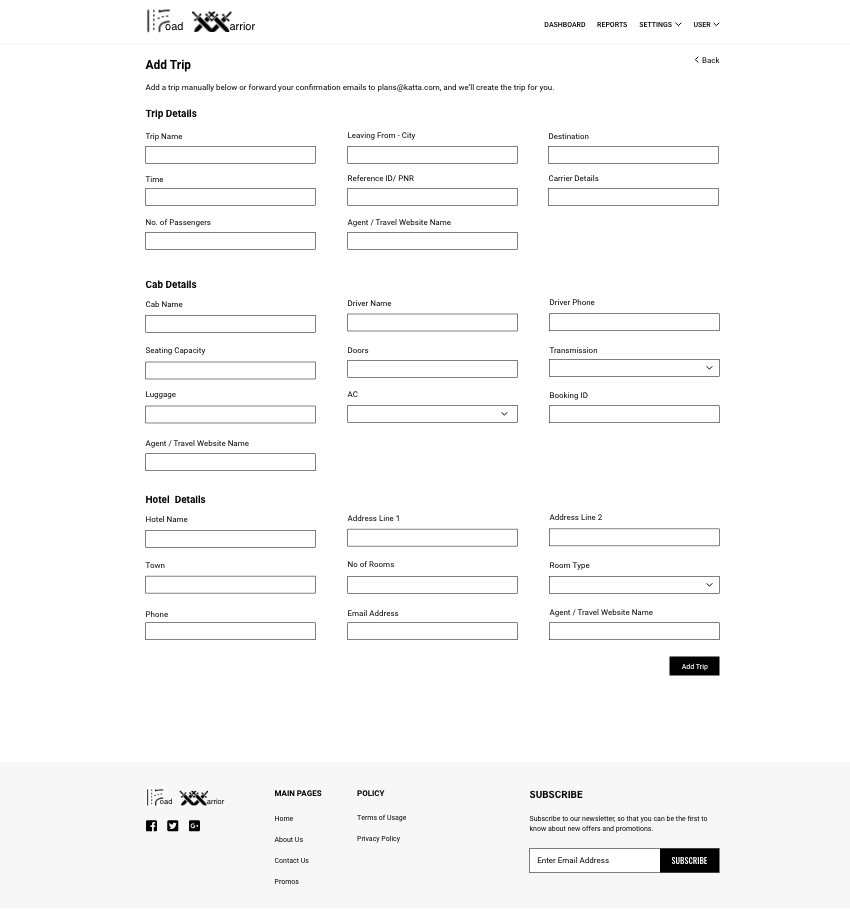 oad arrior
DASHBOARD REPORTS SETTINGS USER
Add Trip
Back
Add a trip manually below or forward your confirmation emails to plans@katta.com, and we'll create the trip for you.
Trip Details
Trip Name Leaving From - City Destination
Time Reference ID/ PNR Carrier Details
No. of Passengers Agent / Travel Website Name
Cab Details
Cab Name Driver Name Driver Phone
Seating Capacity Doors Transmission
Luggage AC Booking ID
Agent / Travel Website Name
Hotel Details
Hotel Name Address Line 1 Address Line 2
Town No of Rooms Room Type
Phone Email Address Agent / Travel Website Name
Add Trip
oad arrior
MAIN PAGES
Home
About Us
Contact Us
Promos
POLICY
Terms of Usage
Privacy Policy
SUBSCRIBE
Subscribe to our newsletter, so that you can be the first to
know about new offers and promotions.
Enter Email Address SUBSCRIBE